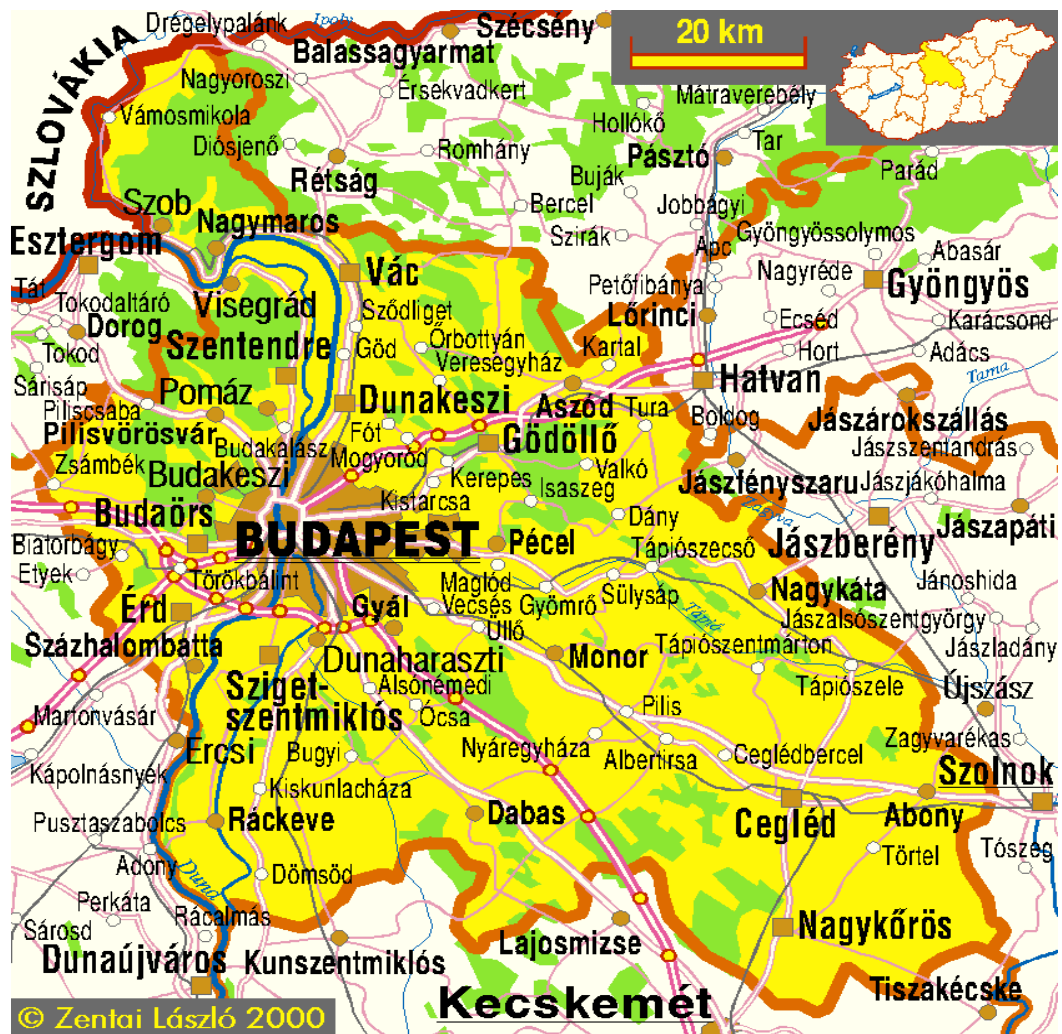 Drégelypalánk
Ipoly
Szécsény
20 km
Balassagyarmat
SZLOVÁKIA
Nagyoroszi
Érsekvadkert
Mátraverebély
Vámosmikola
Hollókő
Tar
Diósjenő
Romhány
Pásztó
Parád
Rétság
Buják
Szob
Bercel
Jobbágyi
Nagymaros
Szirák
Apc
Gyöngyössolymos
Esztergom
Abasár
Vác
Nagyréde
Gyöngyös
Tát
Tokodaltáró
Visegrád
Sződliget
Petőfibánya
Dorog
Lőrinci
Ecséd
Karácsond
Szentendre
Őrbottyán
Tokod
Göd
Veresegyház
Kartal
Hort
Adács
Tarna
Sárisáp
Pomáz
Dunakeszi
Hatvan
Piliscsaba
Aszód
Tura
Boldog
Jászárokszállás
Pilisvörösvár
Fót
Gödöllő
Budakalász
Jászszentandrás
Zsámbék
Mogyoród
Valkó
Budakeszi
Kerepes
Isaszeg
Jászfényszaru
Jászjákóhalma
Kistarcsa
Budaörs
Dány
Zagyva
Jászapáti
BUDAPEST
Pécel
Tápiószecső
Jászberény
Biatorbágy
Etyek
Törökbálint
Maglód
Sülysáp
Nagykáta
Jánoshida
Érd
Gyál
Vecsés
Gyömrő
Tápió
Jászalsószentgyörgy
Üllő
Százhalombatta
Dunaharaszti
Monor
Tápiószentmárton
Jászladány
Sziget-
szentmiklós
Alsónémedi
Tápiószele
Újszász
Martonvásár
Ócsa
Pilis
Ercsi
Bugyi
Nyáregyháza
Albertirsa
Ceglédbercel
Zagyvarékas
Kápolnásnyék
Kiskunlacháza
Szolnok
Pusztaszabolcs
Ráckeve
Dabas
Cegléd
Abony
Adony
Duna
Dömsöd
Törtel
Tószeg
Perkáta
Sárosd
Rácalmás
Nagykőrös
Dunaújváros
Kunszentmiklós
Lajosmizse
Kecskemét
Tiszakécske
© Zentai László 2000